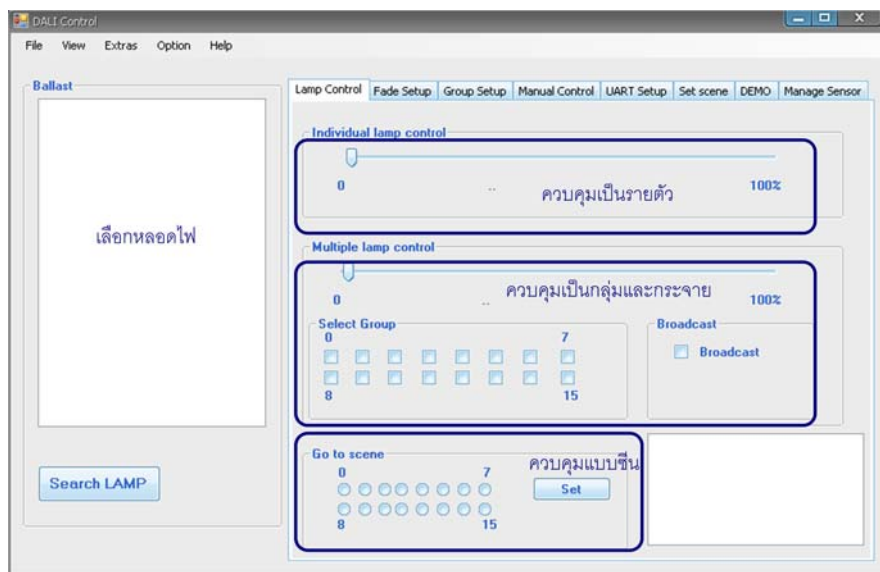 DALI Control
File View Extras Option Help
Ballast
เลือกหลอดไฟ
Search LAMP
Lamp Control Fade Setup Group Setup Manual Control UART Setup Set scene DEMO Manage Sensor
Individual lamp control
0 .. 100%
ควบคุมเป็นรายตัว
Multiple lamp control
0 .. 100%
ควบคุมเป็นกลุ่มและกระจาย
Select Group
0 7
8 15
Broadcast
Broadcast
Go to scene
0 7
8 15
ควบคุมแบบซีน
Set